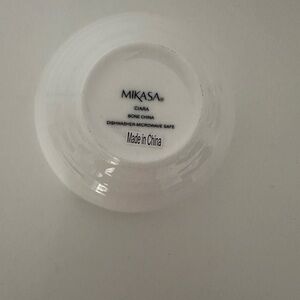 MIKASA®
CIARA
BONE CHINA
DISHWASHER-MICROWAVE SAFE
Made in China